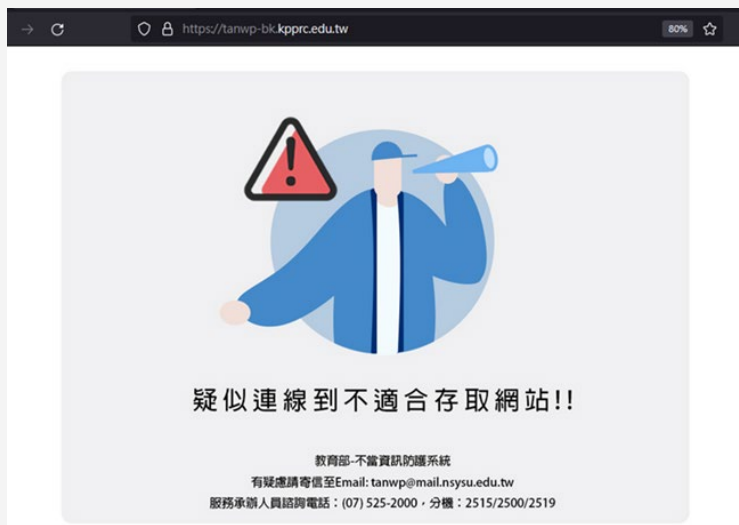 https://tanwp-bk.kpprc.edu.tw
80%
疑似連線到不適合存取網站!!
教育部-不當資訊防護系統
有疑慮請寄信至Email: tanwp@mail.nsysu.edu.tw
服務承辦人員諮詢電話：(07) 525-2000，分機：2515/2500/2519